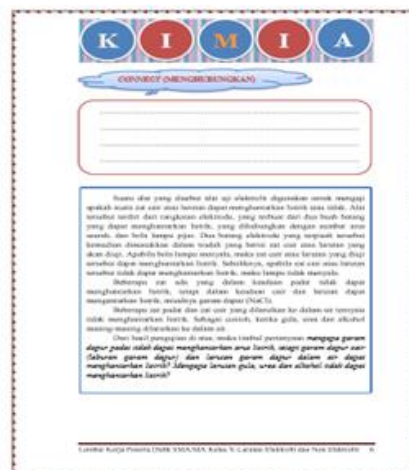 K I M I A
CONNECT (MENGHUBUNGKAN)
Suatu alat yang disebut alat uji elektrolit digunakan untuk menguji
apakah suatu zat cair atau larutan dapat menghantarkan listrik atau tidak. Alat
tersebut terdiri dari rangkaian elektroda, yang terbuat dari dua buah batang
yang dapat menghantarkan listrik, yang dihubungkan dengan sumber arus
searah, dan bola lampu pijar. Dua batang elektroda yang terpisah tersebut
kemudian dimasukkan dalam wadah yang berisi zat cair atau larutan yang
akan diuji. Apabila bola lampu menyala, maka zat cair atau larutan yang diuji
tersebut dapat menghantarkan listrik. Sebaliknya, apabila zat cair atau larutan
tersebut tidak dapat menghantarkan listrik, maka lampu tidak menyala.
Beberapa zat ada yang dalam keadaan padat tidak dapat
menghantarkan listrik, tetapi dalam keadaan cair dan larutan dapat
menghantarkan listrik, misalnya garam dapur (NaCl).
Beberapa zat padat dan zat cair yang dilarutkan ke dalam air ternyata
tidak menghantarkan listrik. Sebagai contoh, ketika gula, urea dan alkohol
masing-masing dilarutkan ke dalam air.
Dari hasil pengujian di atas, maka timbul pertanyaan mengapa garam
dapur padat tidak dapat menghantarkan arus listrik, tetapi garam dapur cair
(leburan garam dapur) dan larutan garam dapur dalam air dapat
menghantarkan listrik? Mengapa larutan gula, urea dan alkohol tidak dapat
menghantarkan listrik?
Lembar Kerja Peserta Didik SMA/MA Kelas X-Larutan Elektrolit dan Non Elektrolit 6